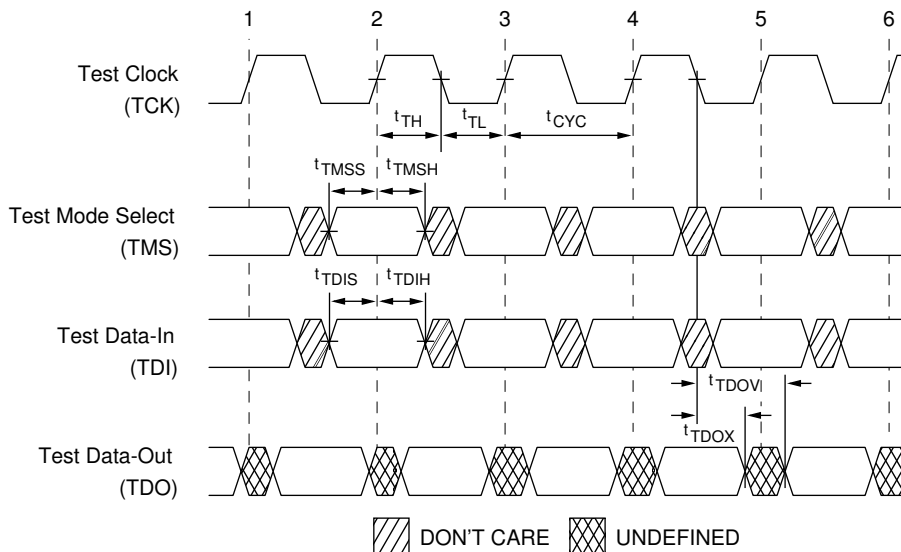 1 2 3 4 5 6
Test Clock
(TCK)
tTH tTL tCYC
tTMSS tTMSH
Test Mode Select
(TMS)
tTDIS tTDIH
Test Data-In
(TDI)
tTDOV
tTDOX
Test Data-Out
(TDO)
DON'T CARE UNDEFINED